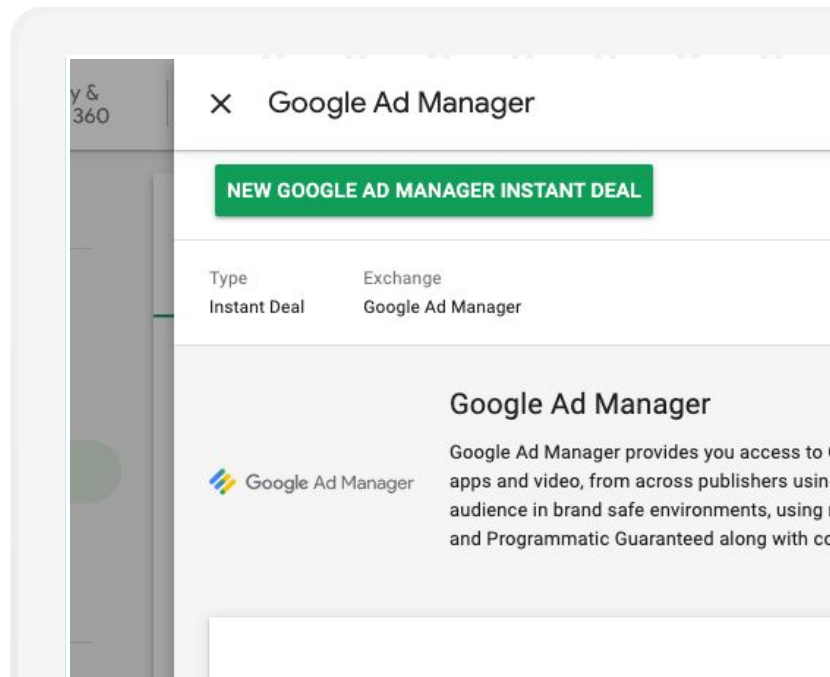 y &
360
Google Ad Manager
NEW GOOGLE AD MANAGER INSTANT DEAL
Type
Exchange
Instant Deal
Google Ad Manager
Google Ad Manager
Google Ad Manager
Google Ad Manager provides you access to
apps and video, from across publishers
audience in brand safe environments, using
and Programmatic Guaranteed along with